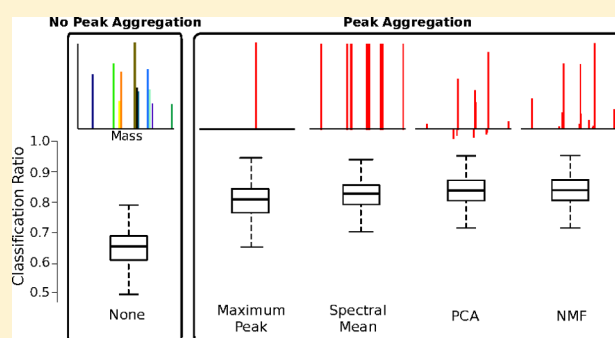 No Peak Aggregation
Peak Aggregation
Mass
Classification Ratio
1.0
0.9
0.8
0.7
0.6
0.5
None
Maximum
Peak
Spectral
Mean
PCA
NMF